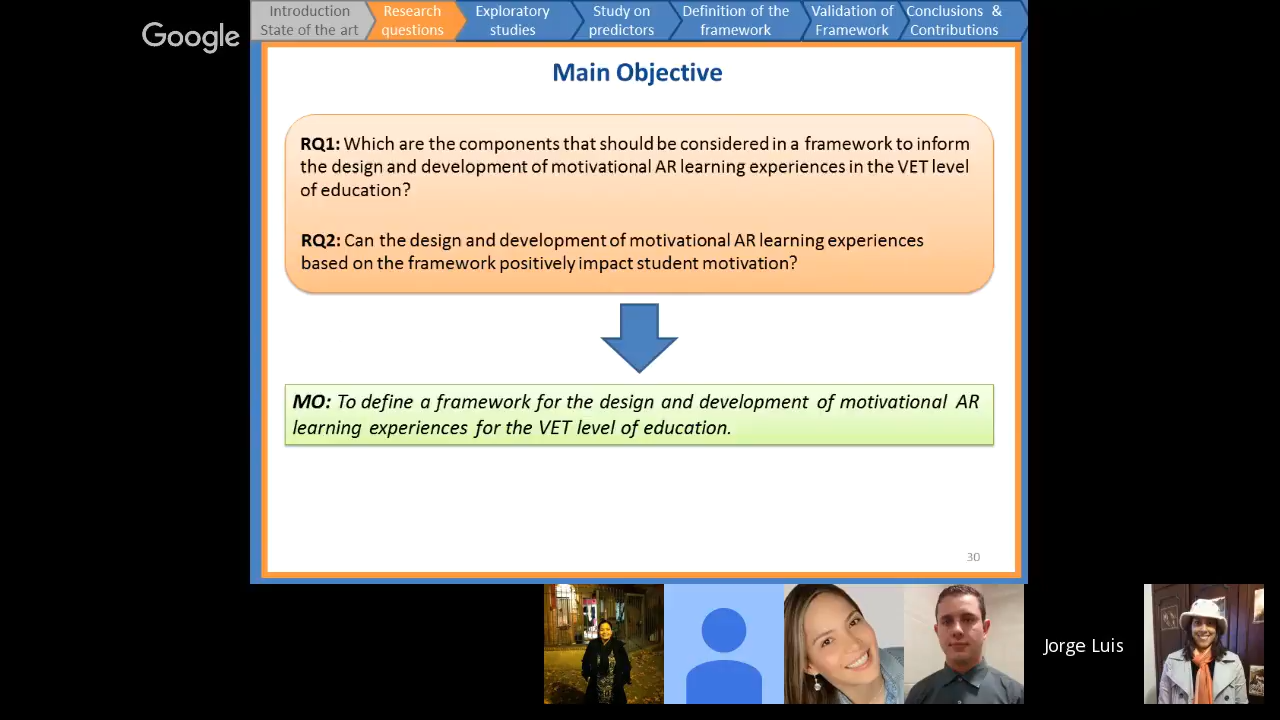 Google
Introduction
State of the art
Research
questions
Exploratory
studies
Study on
predictors
Definition of the
framework
Validation of
Framework
Conclusions &
Contributions
Main Objective
RQ1: Which are the components that should be considered in a framework to inform
the design and development of motivational AR learning experiences in the VET level
of education?
RQ2: Can the design and development of motivational AR learning experiences
based on the framework positively impact student motivation?
MO: To define a framework for the design and development of motivational AR
learning experiences for the VET level of education.
30
Jorge Luis